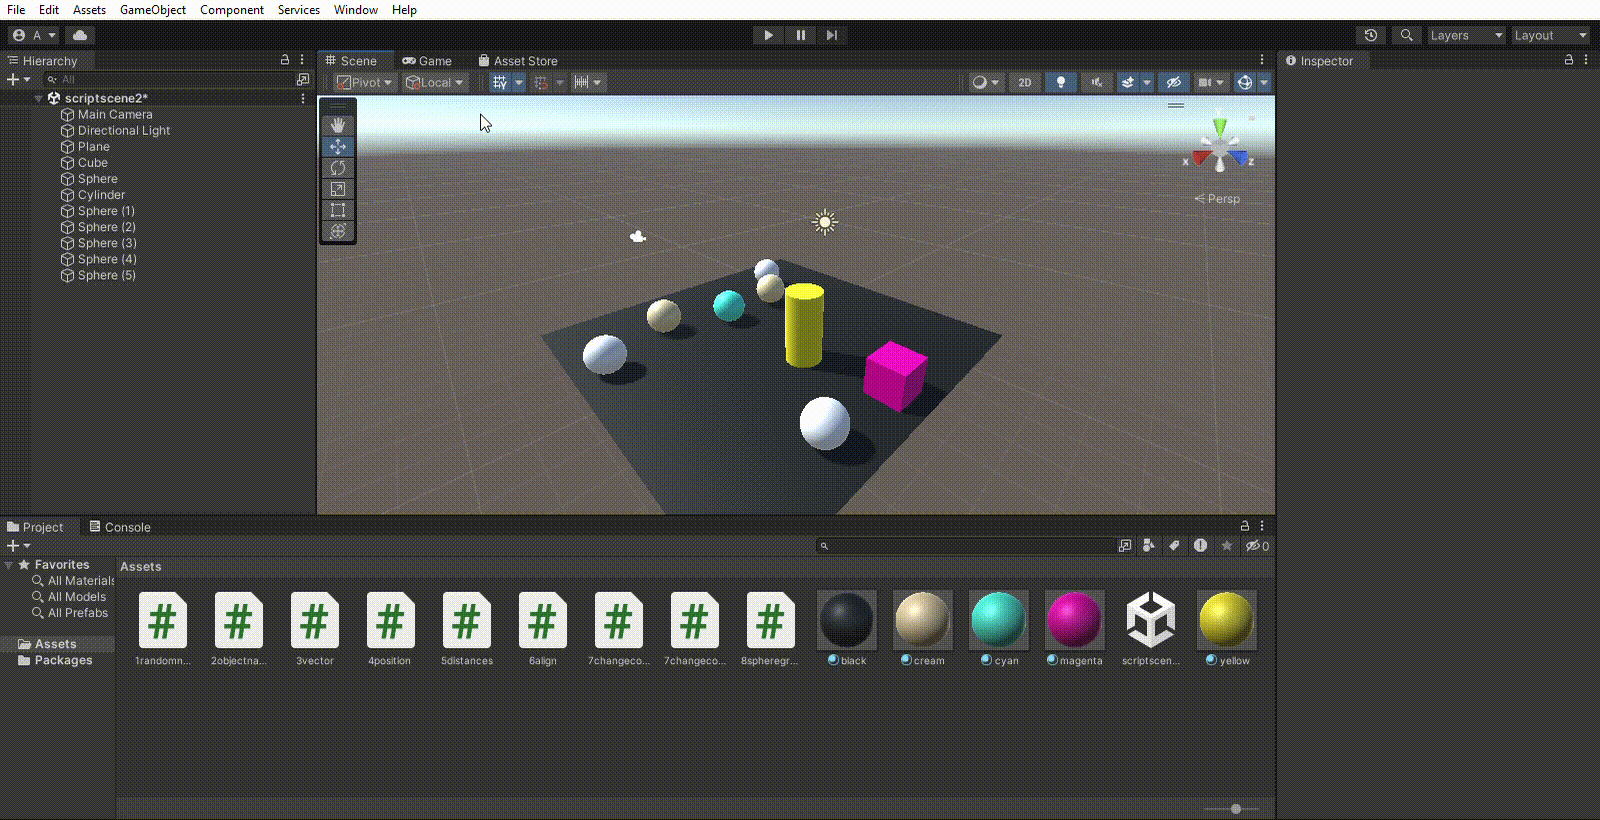 File Edit Assets GameObject Component Services Window Help
A Layers Layout
Hierarchy
All
scriptscene2*
Main Camera
Directional Light
Plane
Cube
Sphere
Cylinder
Sphere (1)
Sphere (2)
Sphere (3)
Sphere (4)
Sphere (5)
Scene Game Asset Store
Pivot Local 2D
Y
x z
Persp
Inspector
Project Console
0
Favorites
All Materials
All Models
All Prefabs
Assets
Packages
Assets
# # # # # # # # #
1randomn... 2objectna... 3vector 4position 5distances 6align 7changeco... 7changeco... 8spheregr... black cream cyan magenta scriptscen... yellow